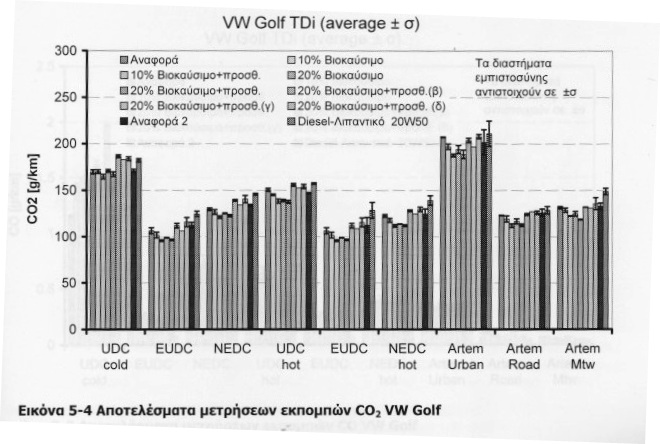 VW Golf TDi (average ± σ)
300
250
200
150
100
50
0
CO2 [g/km]
Αναφορά
10% Βιοκαύσιμο
10% Βιοκαύσιμο+προσθ.
20% Βιοκαύσιμο
20% Βιοκαύσιμο+προσθ.
20% Βιοκαύσιμο+προσθ.(β)
20% Βιοκαύσιμο+προσθ.(γ)
20% Βιοκαύσιμο+προσθ. (δ)
Αναφορά 2
Diesel-Λιπαντικό 20W50
Τα διαστήματα
εμπιστοσύνης
αντιστοιχούν σε ±σ
UDC cold
EUDC
NEDC
UDC hot
EUDC
NEDC hot
Artem Urban
Artem Road
Artem Mtw
Εικόνα 5-4 Αποτελέσματα μετρήσεων εκπομπών CO₂ VW Golf